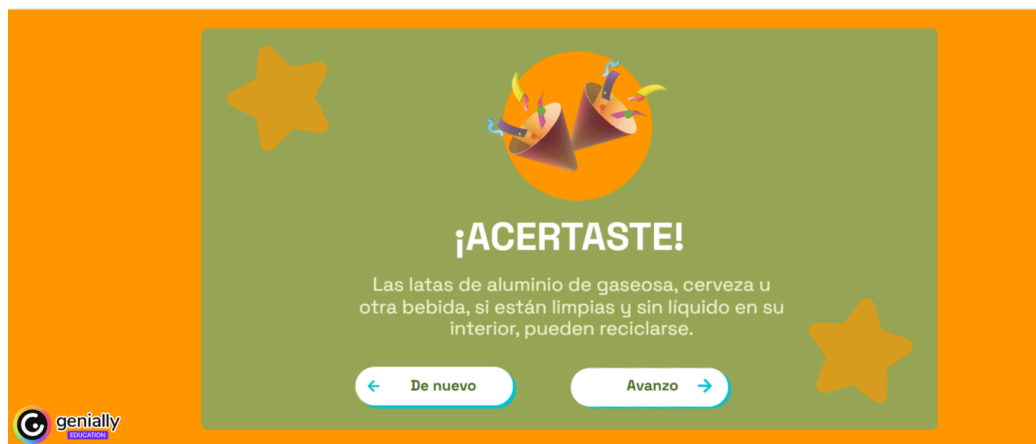 ¡ACERTASTE!
Las latas de aluminio de gaseosa, cerveza u
otra bebida, si están limpias y sin líquido en su
interior, pueden reciclarse.
De nuevo
Avanzo
genially
EDUCATION